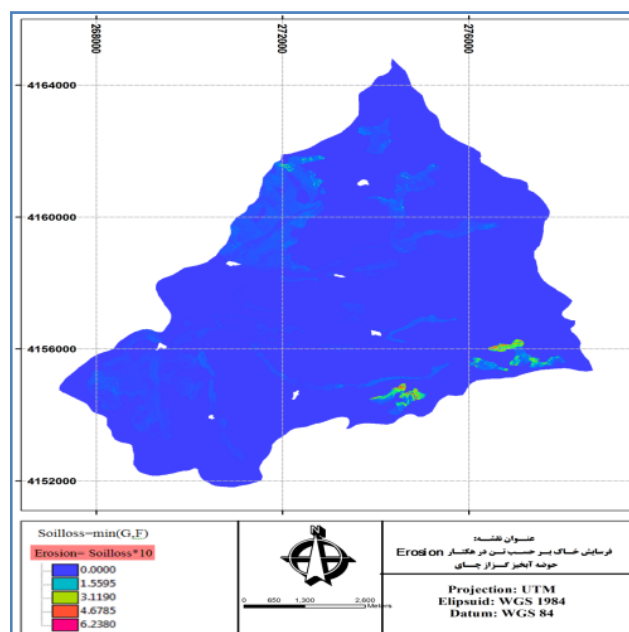 268000
272000
276000
4164000
4160000
4156000
4152000
Soilloss=min(G,F)
Erosion= Soilloss*10
0.0000
1.5595
3.1190
4.6785
6.2380
N
0 650 1,300 2,600
Meters
عنوان نقشه:
فرسایش خاک بر حسب تن در هکتار Erosion
حوضه آبخیز گزاز چای
Projection: UTM
Elipsuid: WGS 1984
Datum: WGS 84